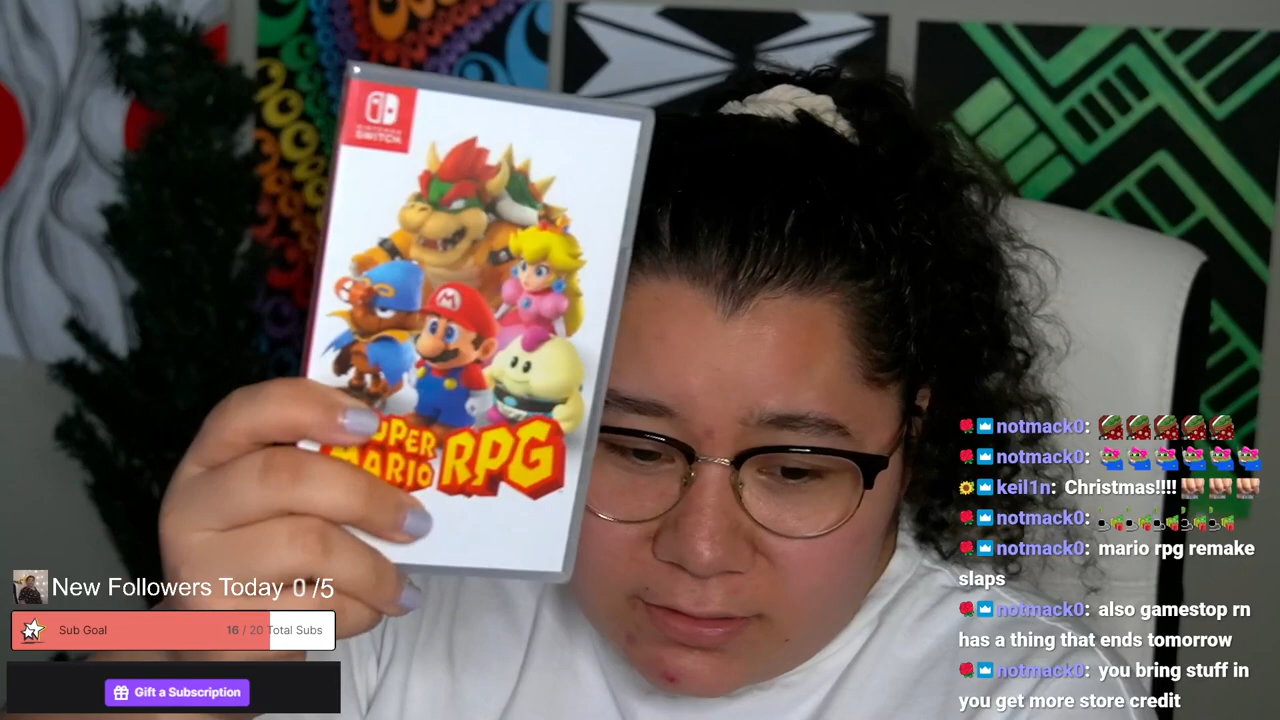 NINTENDO
SWITCH
M
SUPER
MARIO RPG
notmack0:
notmack0:
keil1n: Christmas!!!!
notmack0:
notmack0: mario rpg remake
slaps
notmack0: also gamestop rn
has a thing that ends tomorrow
notmack0: you bring stuff in
you get more store credit
New Followers Today 0 /5
Sub Goal 16 / 20 Total Subs
Gift a Subscription